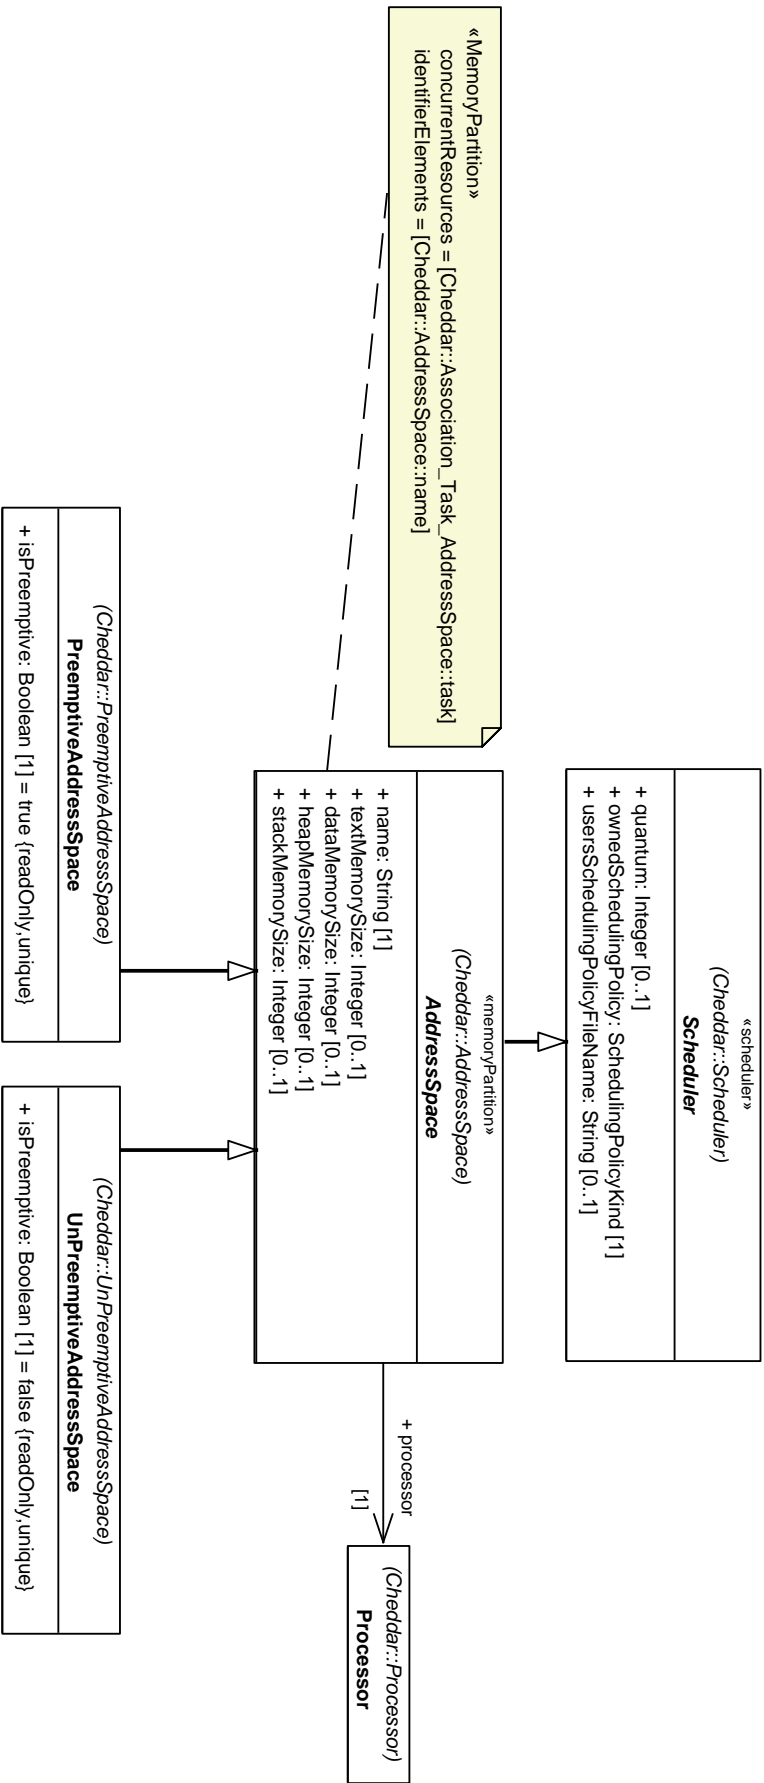 «scheduler»
(Cheddar::Scheduler)
Scheduler
+ quantum: Integer [0..1]
+ ownedSchedulingPolicy: SchedulingPolicyKind [1]
+ usersSchedulingPolicyFileName: String [0..1]
«MemoryPartition»
concurrentResources = [Cheddar::Association_Task_AddressSpace::task]
identifierElements = [Cheddar::AddressSpace::name]
«memoryPartition»
(Cheddar::AddressSpace)
AddressSpace
+ name: String [1]
+ textMemorySize: Integer [0..1]
+ dataMemorySize: Integer [0..1]
+ heapMemorySize: Integer [0..1]
+ stackMemorySize: Integer [0..1]
+ processor
[1]
(Cheddar::Processor)
Processor
(Cheddar::PreemptiveAddressSpace)
PreemptiveAddressSpace
+ isPreemptive: Boolean [1] = true {readOnly,unique}
(Cheddar::UnPreemptiveAddressSpace)
UnPreemptiveAddressSpace
+ isPreemptive: Boolean [1] = false {readOnly,unique}